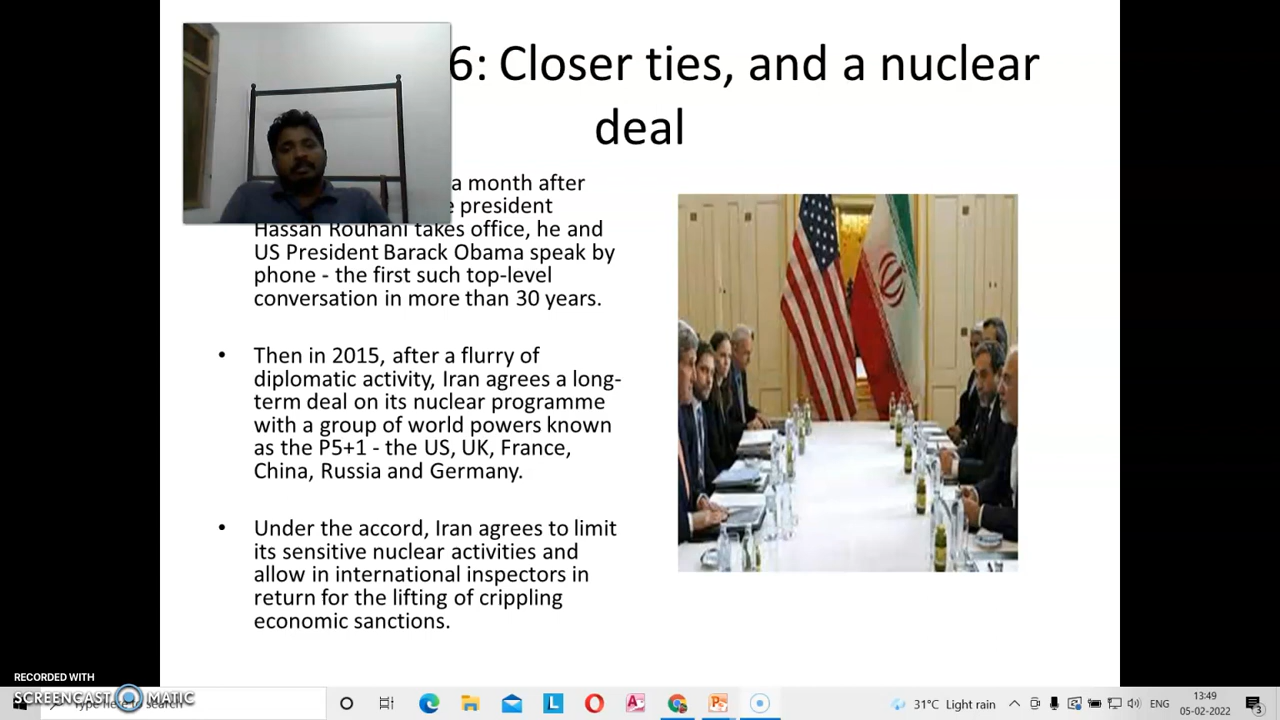 6: Closer ties, and a nuclear
deal
a month after
president
Hassan Rouhani takes office, he and
US President Barack Obama speak by
phone - the first such top-level
conversation in more than 30 years.
• Then in 2015, after a flurry of
diplomatic activity, Iran agrees a long-
term deal on its nuclear programme
with a group of world powers known
as the P5+1 - the US, UK, France,
China, Russia and Germany.
• Under the accord, Iran agrees to limit
its sensitive nuclear activities and
allow in international inspectors in
return for the lifting of crippling
economic sanctions.
RECORDED WITH
SCREENCAST MATIC
Type here to search
L
31°C Light rain
ENG
13:49
05-02-2022
3